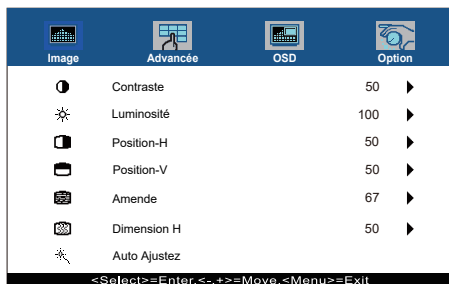 Image Advancée OSD Option
Contraste 50
Luminosité 100
Position-H 50
Position-V 50
Amende 67
Dimension H 50
Auto Ajustez
<Select>=Enter,<-,+>=Move,<Menu>=Exit